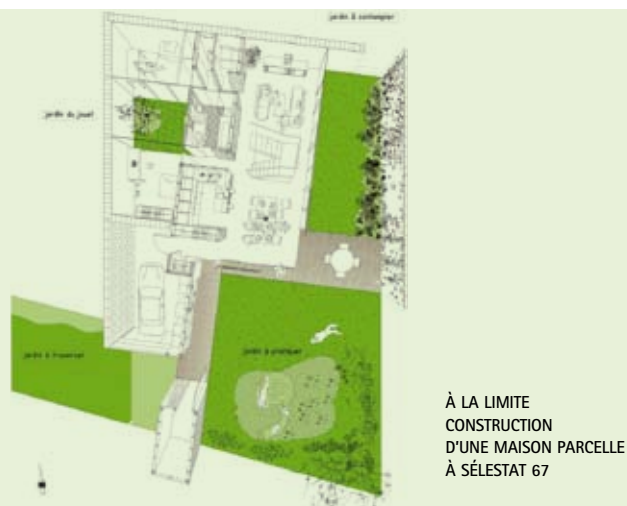 jardin à contempler
jardin du jouet
jardin à traverser
jardin à pratiquer
À LA LIMITE
CONSTRUCTION
D'UNE MAISON PARCELLE
À SÉLESTAT 67